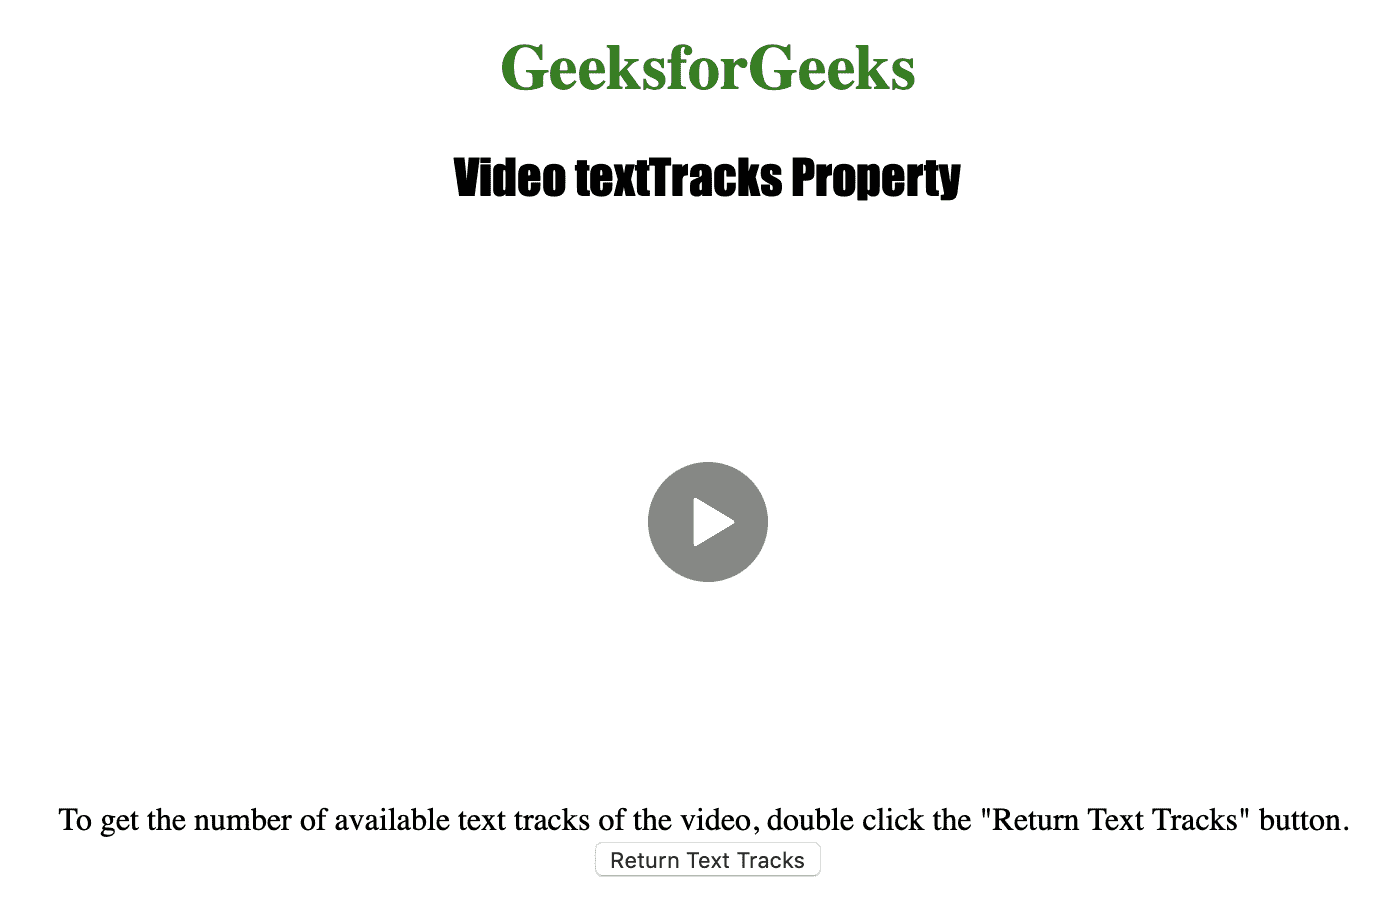 GeeksforGeeks
Video textTracks Property
To get the number of available text tracks of the video, double click the "Return Text Tracks" button.
Return Text Tracks